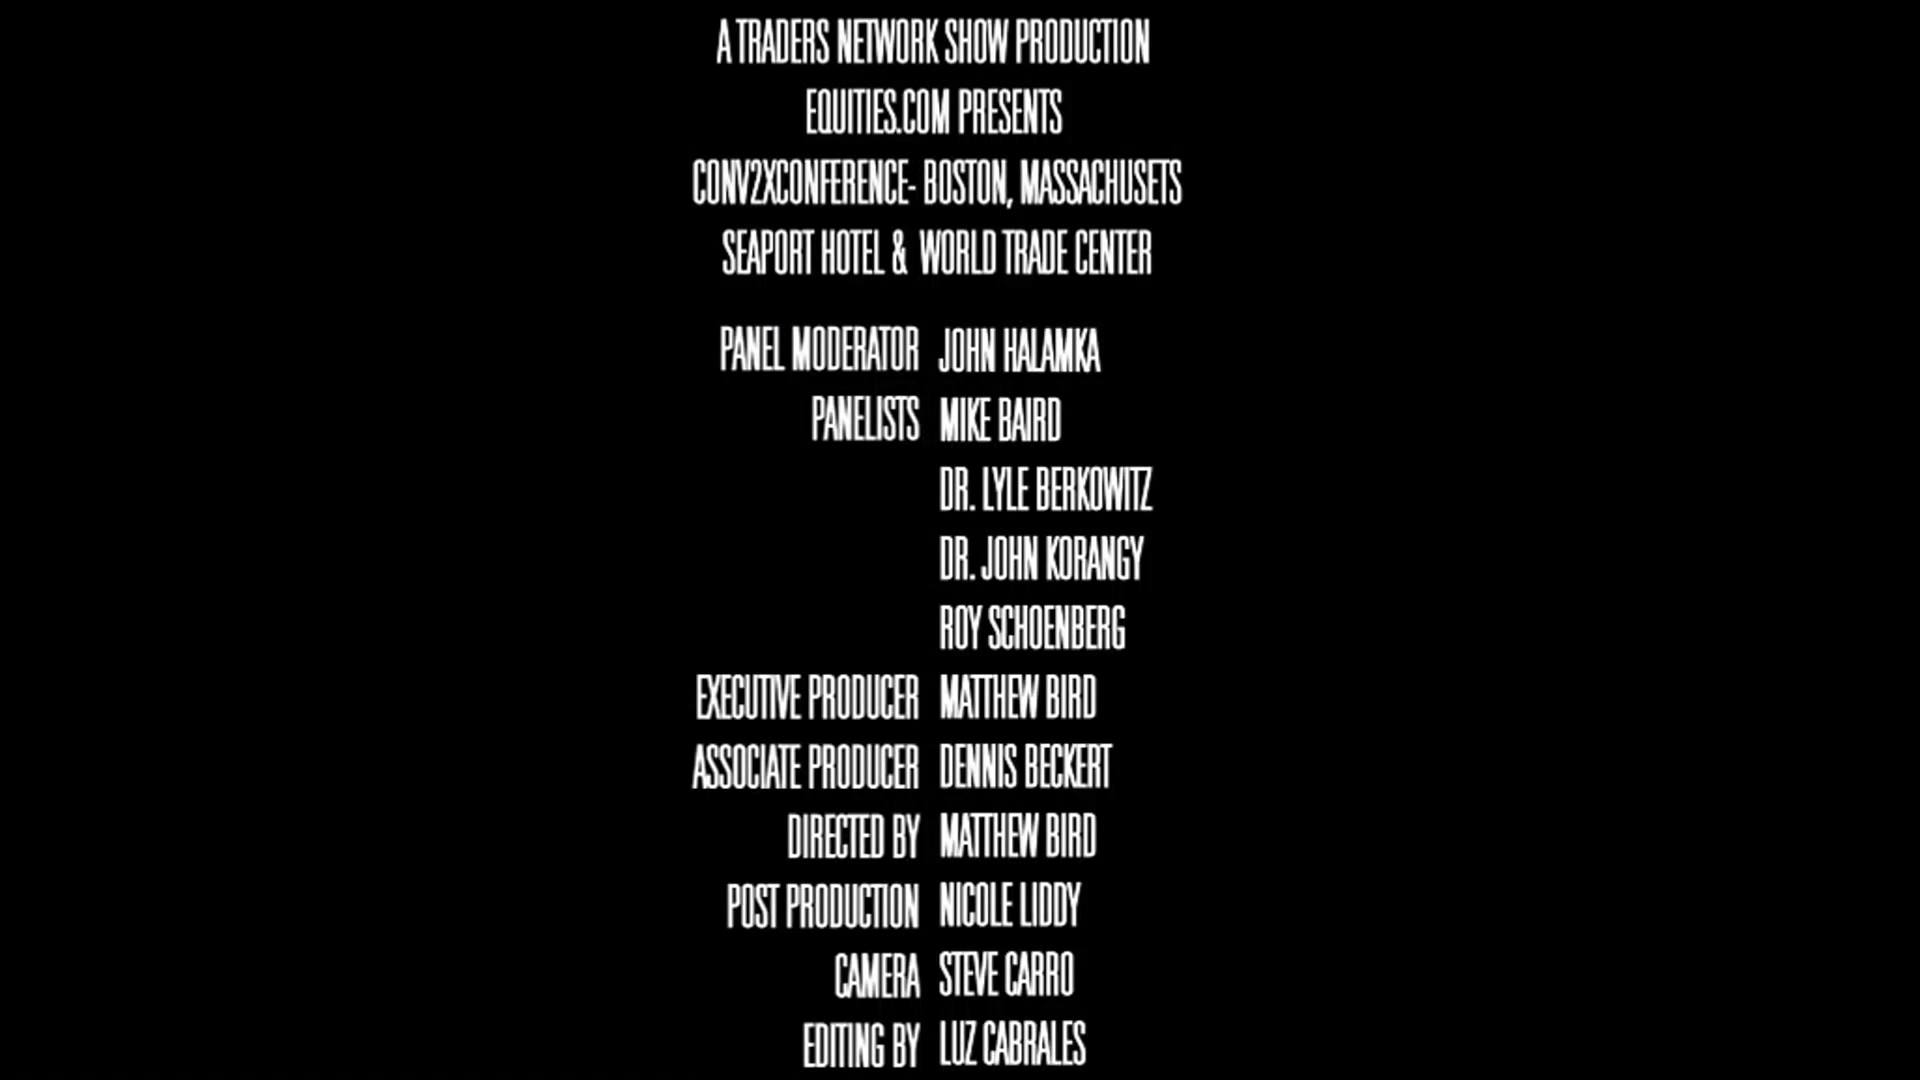 A TRADERS NETWORK SHOW PRODUCTION
EQUITIES.COM PRESENTS
CONV2XCONFERENCE- BOSTON, MASSACHUSETS
SEAPORT HOTEL & WORLD TRADE CENTER
PANEL MODERATOR JOHN HALAMKA
PANELISTS MIKE BAIRD
DR. LYLE BERKOWITZ
DR. JOHN KORANGY
ROY SCHOENBERG
EXECUTIVE PRODUCER MATTHEW BIRD
ASSOCIATE PRODUCER DENNIS BECKERT
DIRECTED BY MATTHEW BIRD
POST PRODUCTION NICOLE LIDDY
CAMERA STEVE CARRO
EDITING BY LUZ CABRALES